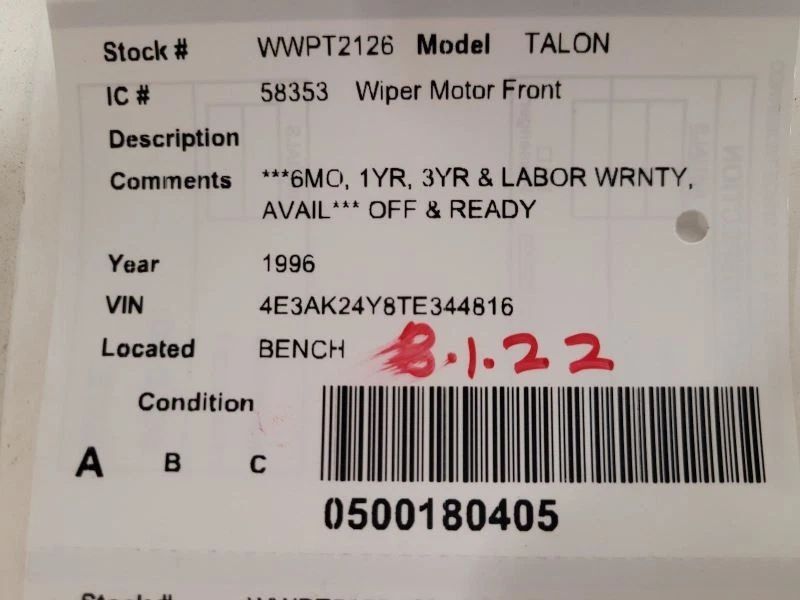 Stock # WWPT2126 Model TALON
IC # 58353 Wiper Motor Front
Description
Comments ***6MO, 1YR, 3YR & LABOR WRNTY,
AVAIL*** OFF & READY
Year 1996
VIN 4E3AK24Y8TE344816
Located BENCH 8.1.22
Condition
A B C
0500180405